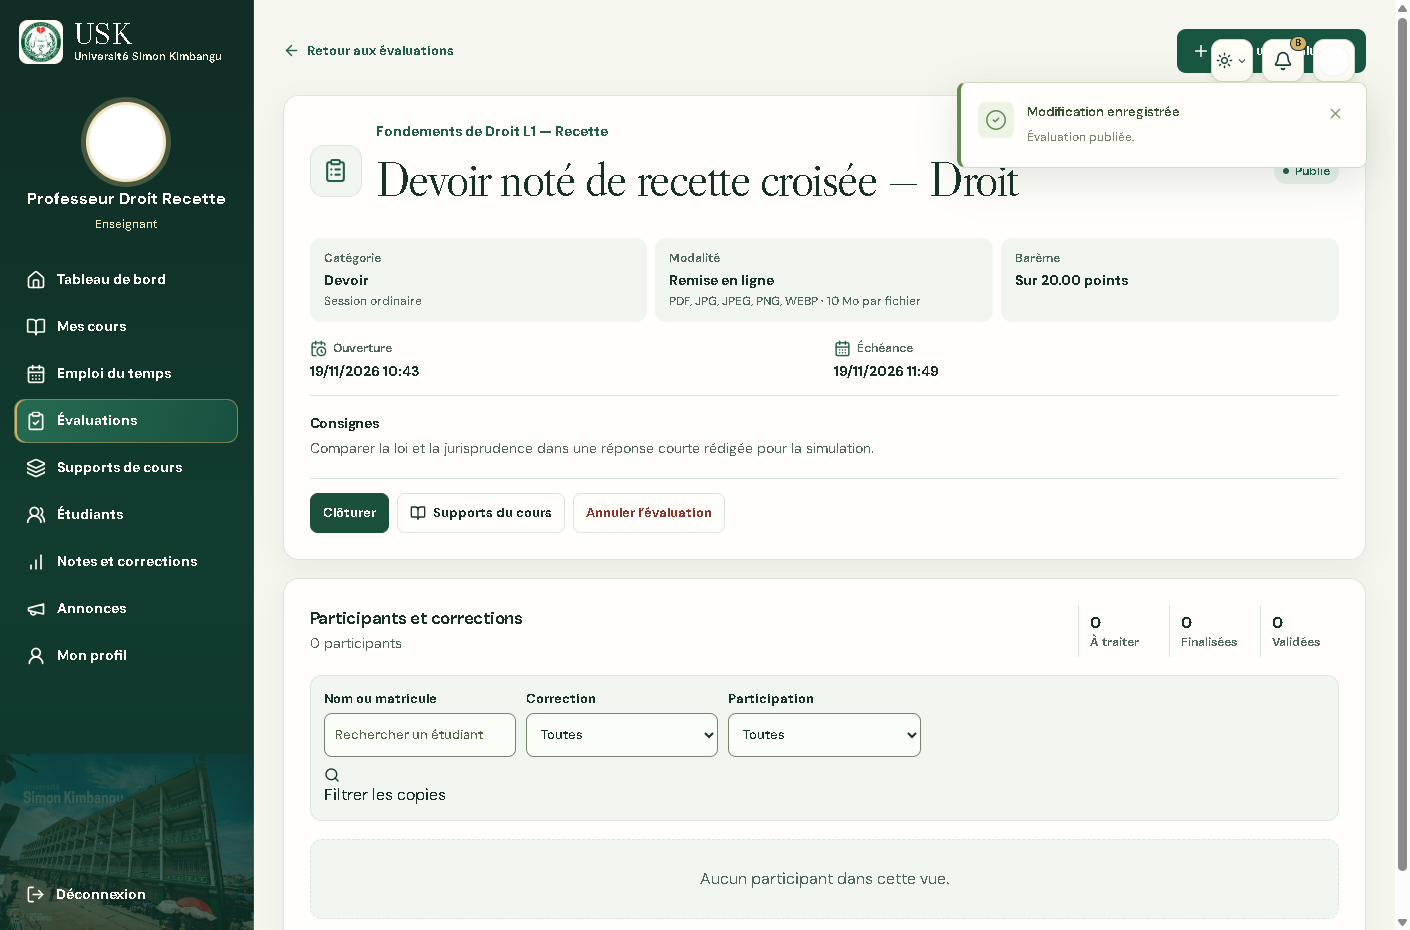 USK
Université Simon Kimbangu
Professeur Droit Recette
Enseignant
Tableau de bord
Mes cours
Emploi du temps
Évaluations
Supports de cours
Étudiants
Notes et corrections
Annonces
Mon profil
Simon Kimbangu
Déconnexion
Retour aux évaluations
8
Modification enregistrée
Évaluation publiée.
Fondements de Droit L1 — Recette
Devoir noté de recette croisée — Droit
Publié
Catégorie
Devoir
Session ordinaire
Modalité
Remise en ligne
PDF, JPG, JPEG, PNG, WEBP · 10 Mo par fichier
Barème
Sur 20.00 points
Ouverture
19/11/2026 10:43
Échéance
19/11/2026 11:49
Consignes
Comparer la loi et la jurisprudence dans une réponse courte rédigée pour la simulation.
Clôturer
Supports du cours
Annuler l'évaluation
Participants et corrections
0 participants
0
À traiter
0
Finalisées
0
Validées
Nom ou matricule
Rechercher un étudiant
Correction
Toutes
Participation
Toutes
Filtrer les copies
Aucun participant dans cette vue.